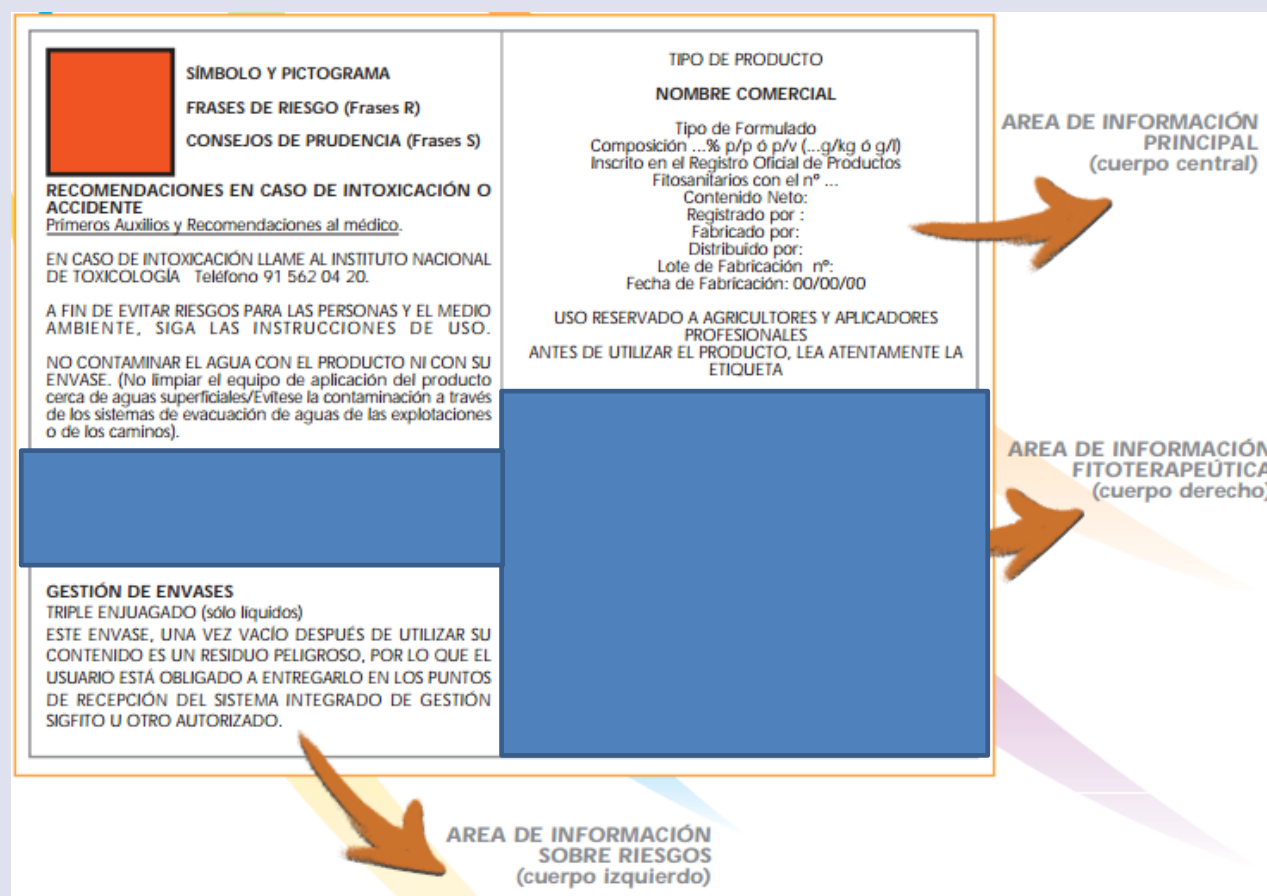 SÍMBOLO Y PICTOGRAMA
FRASES DE RIESGO (Frases R)
CONSEJOS DE PRUDENCIA (Frases S)
RECOMENDACIONES EN CASO DE INTOXICACIÓN O
ACCIDENTE
Primeros Auxilios y Recomendaciones al médico.
EN CASO DE INTOXICACIÓN LLAME AL INSTITUTO NACIONAL
DE TOXICOLOGÍA Teléfono 91 562 04 20.
A FIN DE EVITAR RIESGOS PARA LAS PERSONAS Y EL MEDIO
AMBIENTE, SIGA LAS INSTRUCCIONES DE USO.
NO CONTAMINAR EL AGUA CON EL PRODUCTO NI CON SU
ENVASE. (No limpiar el equipo de aplicación del producto
cerca de aguas superficiales/Evítese la contaminación a través
de los sistemas de evacuación de aguas de las explotaciones
o de los caminos).
GESTIÓN DE ENVASES
TRIPLE ENJUAGADO (sólo líquidos)
ESTE ENVASE, UNA VEZ VACÍO DESPUÉS DE UTILIZAR SU
CONTENIDO ES UN RESIDUO PELIGROSO, POR LO QUE EL
USUARIO ESTÁ OBLIGADO A ENTREGARLO EN LOS PUNTOS
DE RECEPCIÓN DEL SISTEMA INTEGRADO DE GESTIÓN
SIGFITO U OTRO AUTORIZADO.
TIPO DE PRODUCTO
NOMBRE COMERCIAL
Tipo de Formulado
Composición ...% p/p ó p/v (...g/kg ó g/l)
Inscrito en el Registro Oficial de Productos
Fitosanitarios con el nº ...
Contenido Neto:
Registrado por :
Fabricado por:
Distribuido por:
Lote de Fabricación nº:
Fecha de Fabricación: 00/00/00
USO RESERVADO A AGRICULTORES Y APLICADORES
PROFESIONALES
ANTES DE UTILIZAR EL PRODUCTO, LEA ATENTAMENTE LA
ETIQUETA
AREA DE INFORMACIÓN
PRINCIPAL
(cuerpo central)
AREA DE INFORMACIÓN
FITOTERAPEÚTICA
(cuerpo derecho)
AREA DE INFORMACIÓN
SOBRE RIESGOS
(cuerpo izquierdo)